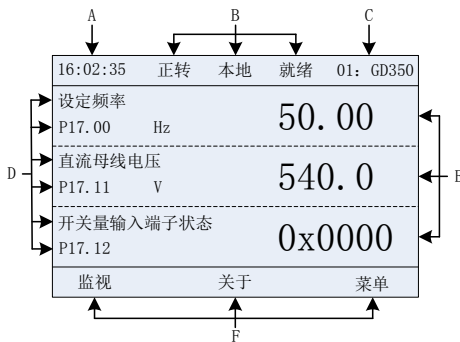 A B C
16:02:35 正转 本地 就绪 01: GD350
设定频率
P17.00 Hz 50.00
直流母线电压
D P17.11 V 540.0 E
开关量输入端子状态
P17.12 0x0000
监视 关于 菜单
F